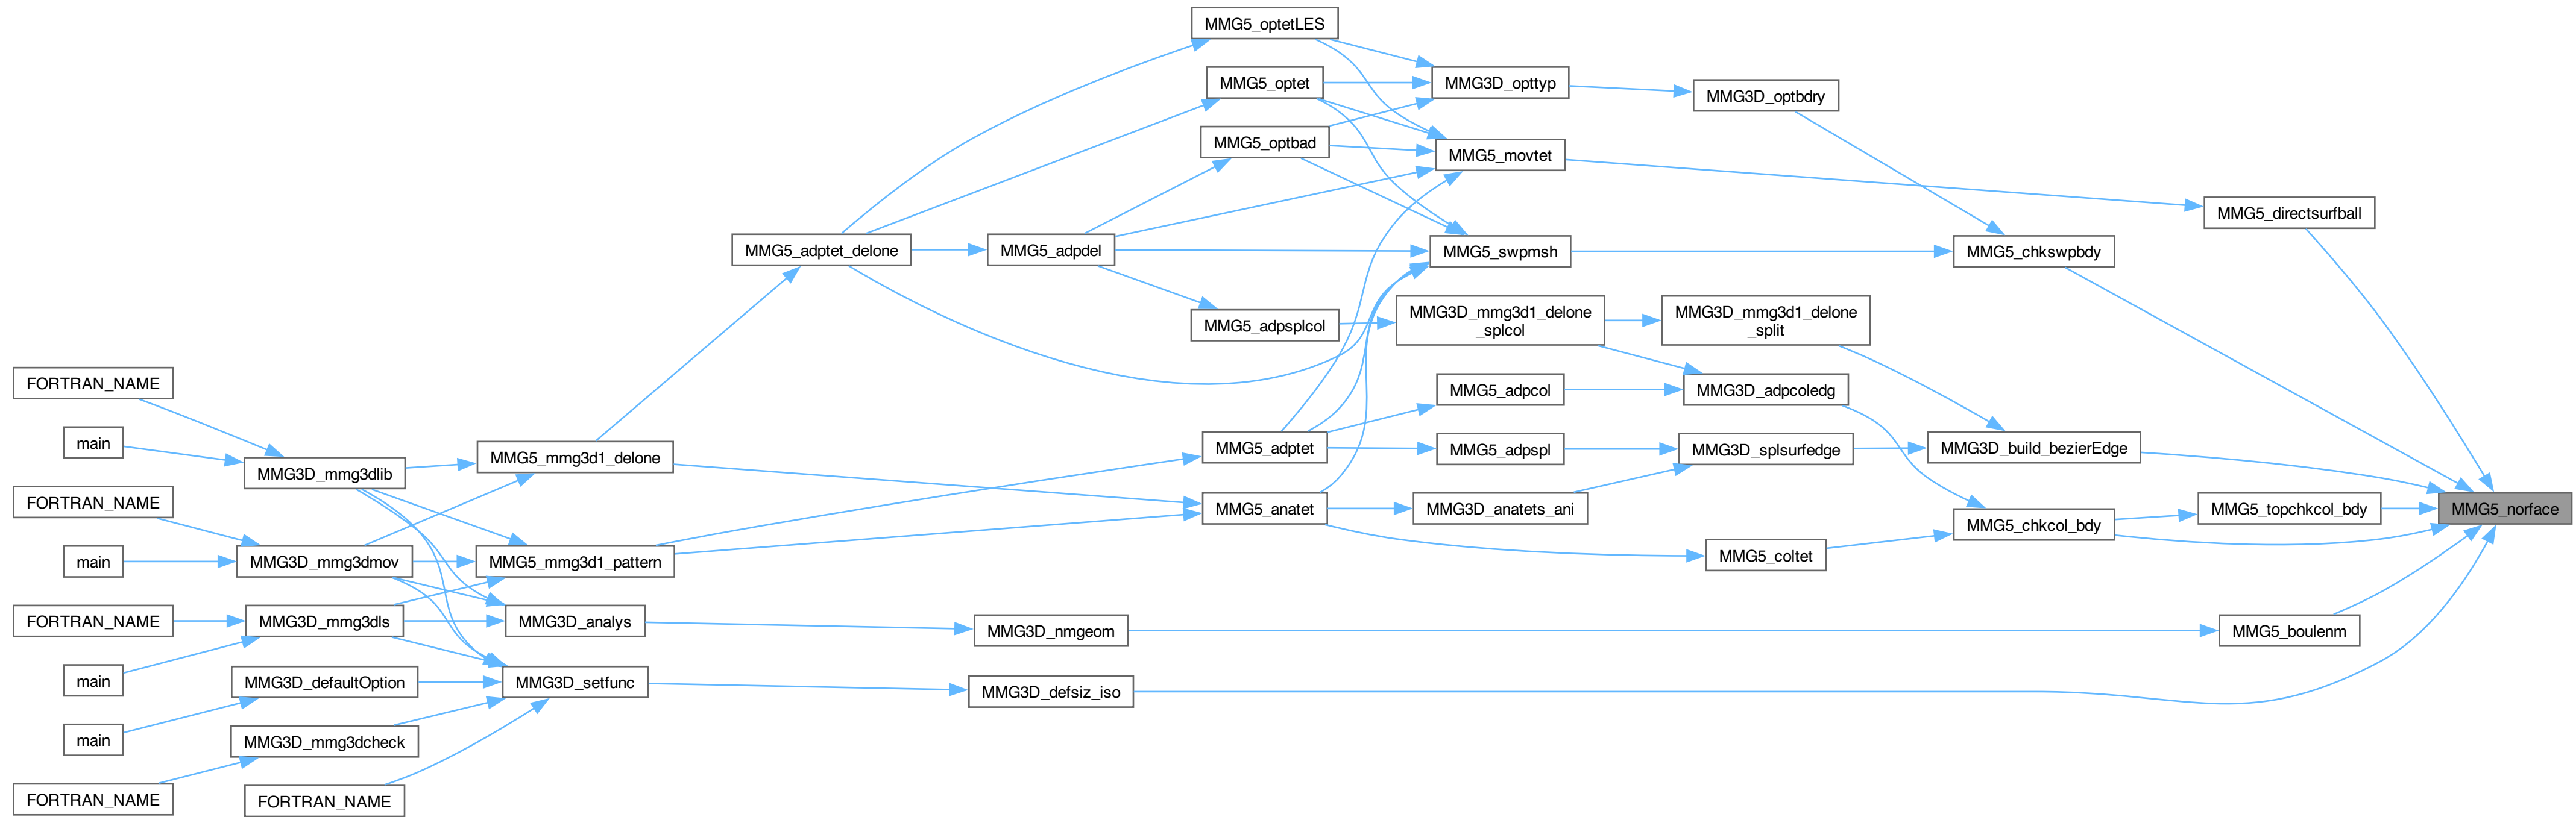 MMG5_optetLES
MMG5_optet
MMG3D_opttyp
MMG3D_optbdry
MMG5_optbad
MMG5_movtet
MMG5_directsurfball
MMG5_adptet_delone
MMG5_adpdel
MMG5_swpmsh
MMG5_chkswpbdy
MMG5_adpsplcol
MMG3D_mmg3d1_delone
_splcol
MMG3D_mmg3d1_delone
_split
FORTRAN_NAME
MMG5_adpcol
MMG3D_adpcoledg
main
MMG3D_mmg3dlib
MMG5_mmg3d1_delone
MMG5_adptet
MMG5_adpspl
MMG3D_splsurfedge
MMG3D_build_bezierEdge
FORTRAN_NAME
MMG5_anatet
MMG3D_anatets_ani
MMG5_chkcol_bdy
MMG5_topchkcol_bdy
MMG5_norface
main
MMG3D_mmg3dmov
MMG5_mmg3d1_pattern
MMG5_coltet
FORTRAN_NAME
MMG3D_mmg3dls
MMG3D_analys
MMG3D_nmgeom
MMG5_boulenm
main
MMG3D_defaultOption
MMG3D_setfunc
MMG3D_defsiz_iso
main
MMG3D_mmg3dcheck
FORTRAN_NAME
FORTRAN_NAME